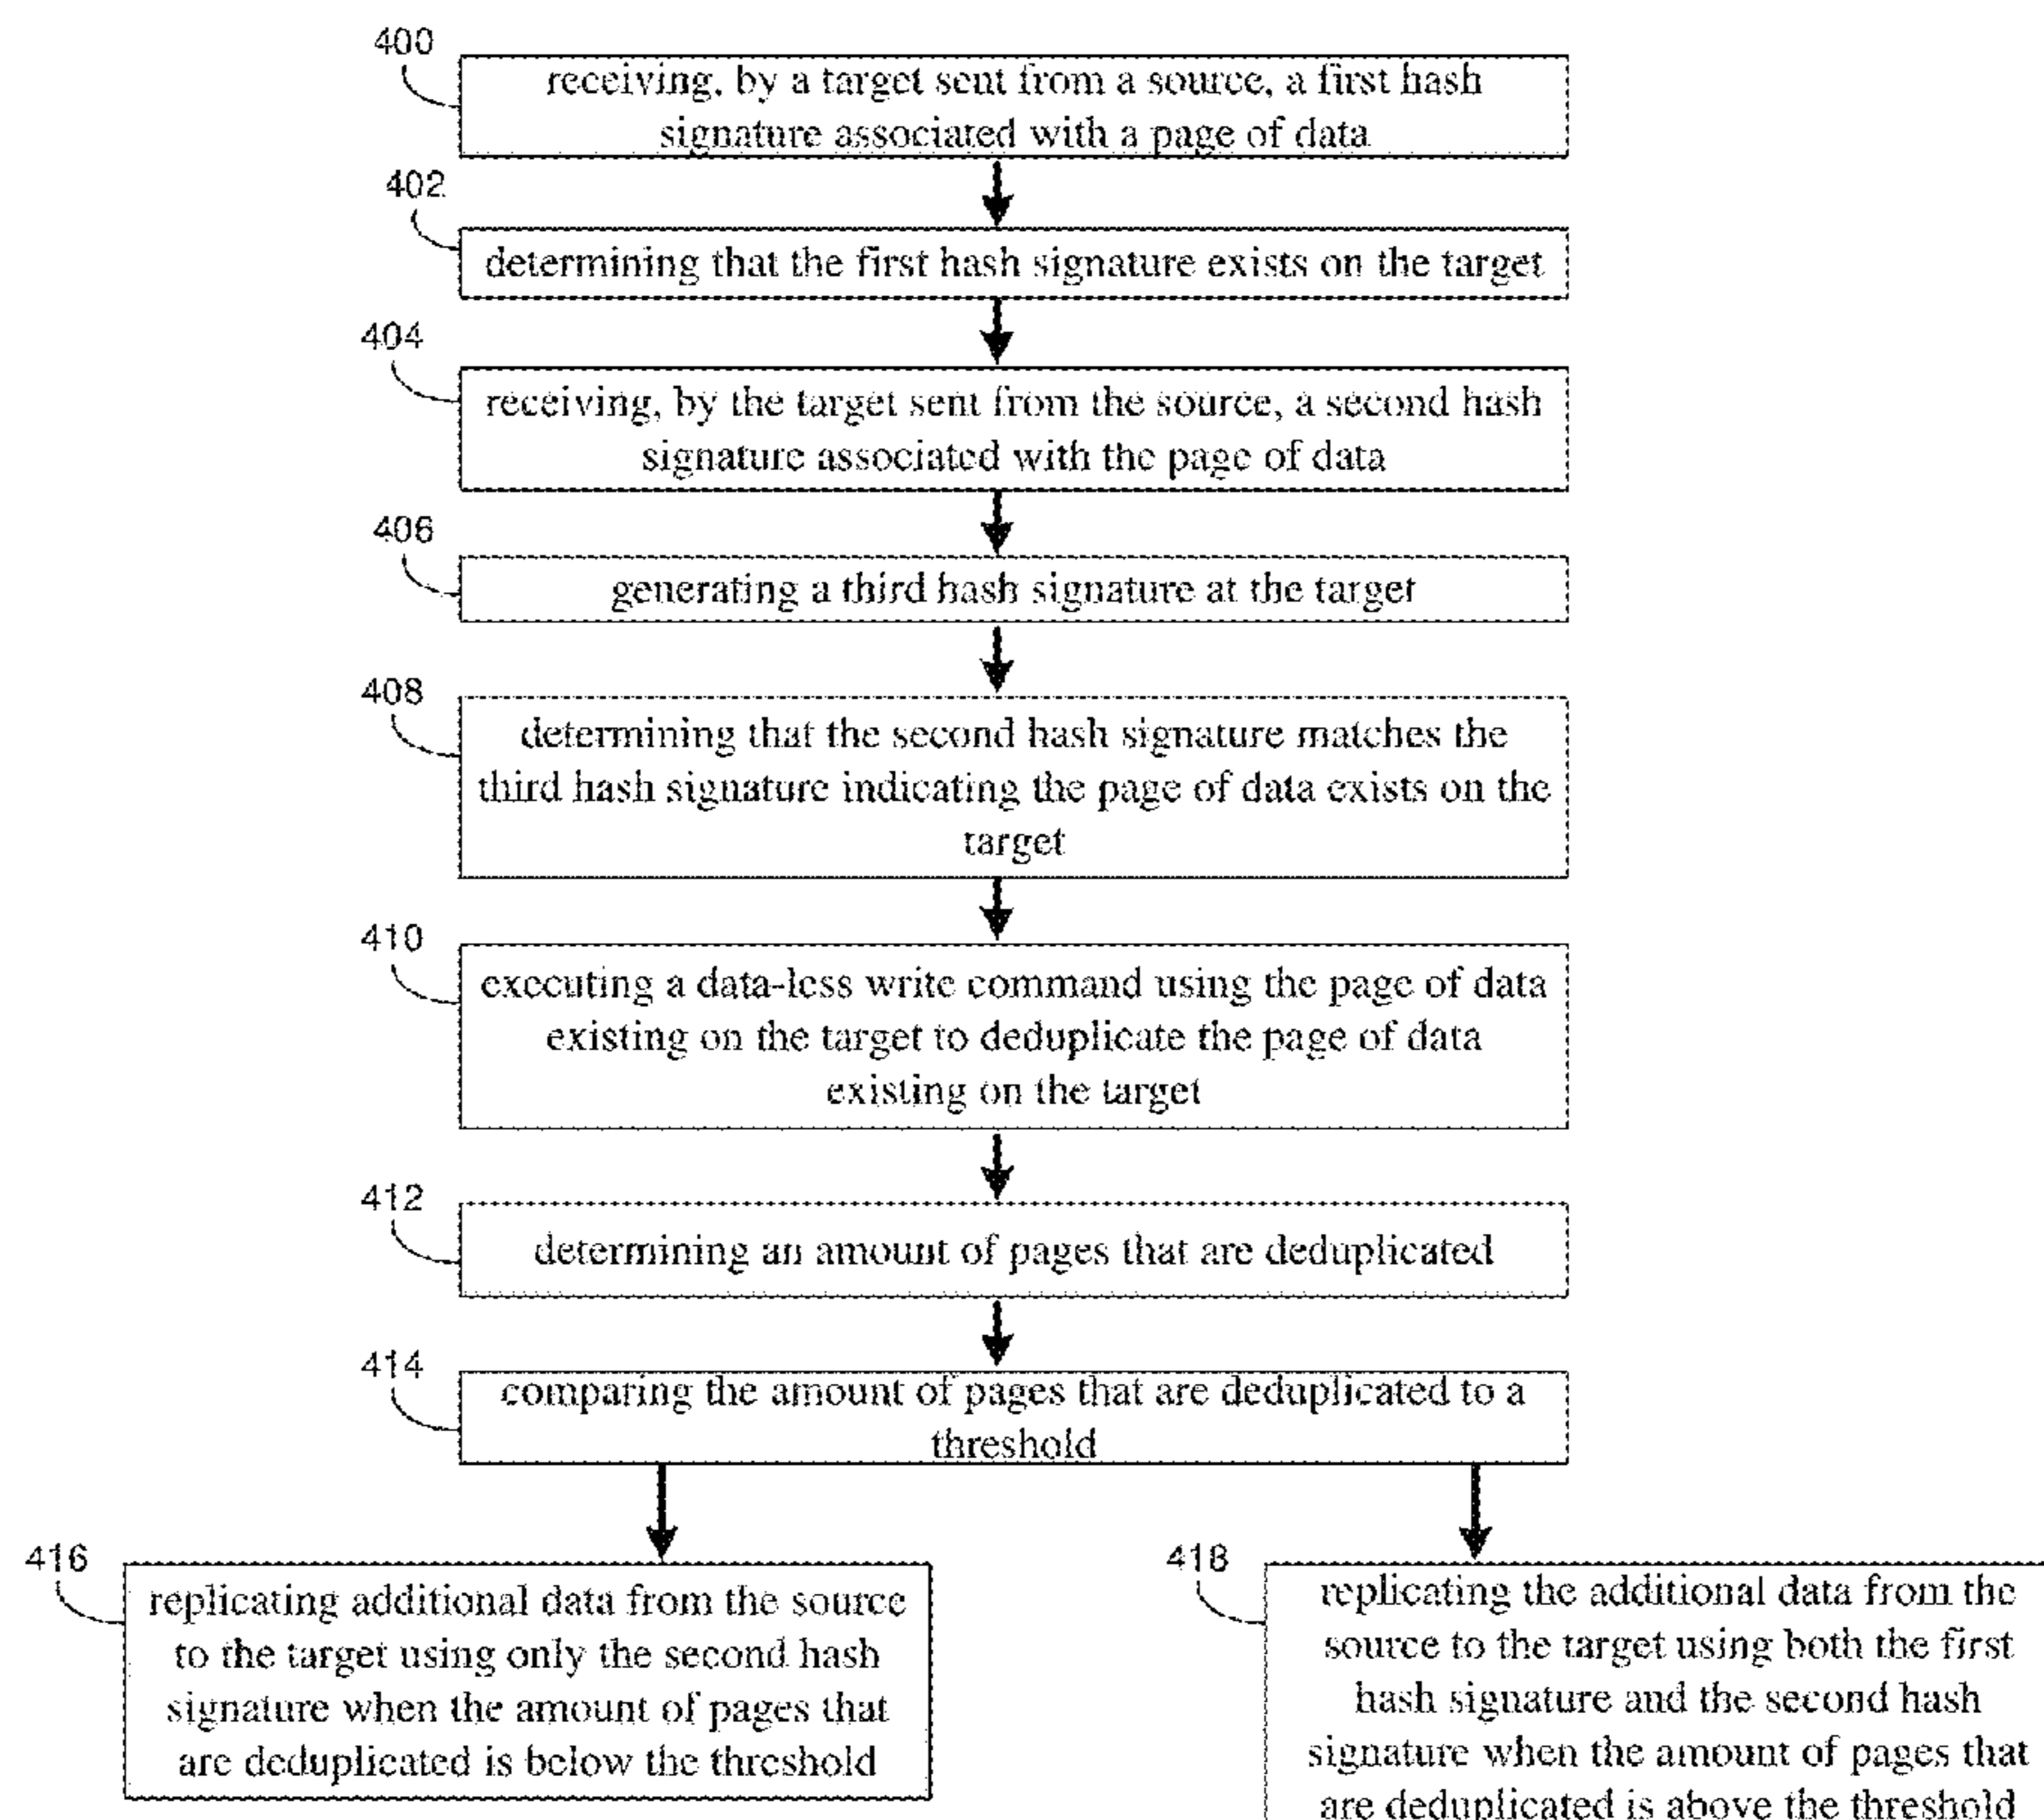 400
receiving, by a target sent from a source, a first hash
signature associated with a page of data
402
determining that the first hash signature exists on the target
404
receiving, by the target sent from the source, a second hash
signature associated with the page of data
406
generating a third hash signature at the target
408
determining that the second hash signature matches the
third hash signature indicating the page of data exists on the
target
410
executing a data-less write command using the page of data
existing on the target to deduplicate the page of data
existing on the target
412
determining an amount of pages that are deduplicated
414
comparing the amount of pages that are deduplicated to a
threshold
416
replicating additional data from the source
to the target using only the second hash
signature when the amount of pages that
are deduplicated is below the threshold
418
replicating the additional data from the
source to the target using both the first
hash signature and the second hash
signature when the amount of pages that
are deduplicated is above the threshold